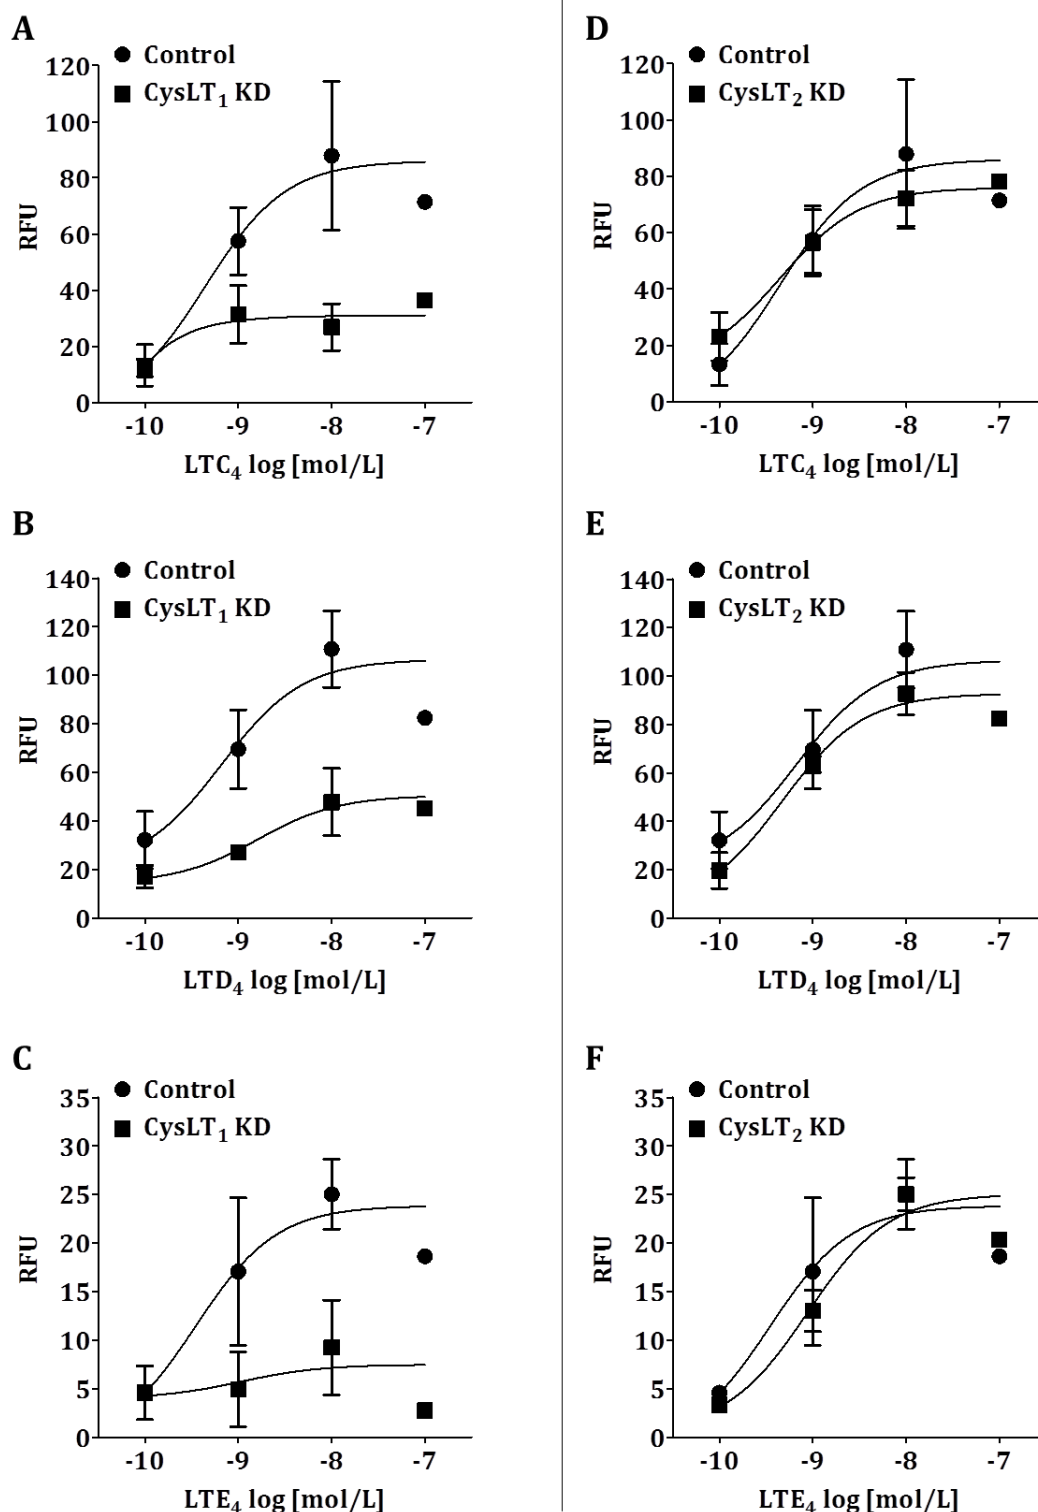 A
Control
CysLT₁ KD
120
100
80
60
40
20
0
RFU
-10 -9 -8 -7
LTC₄ log [mol/L]
B
Control
CysLT₁ KD
140
120
100
80
60
40
20
0
RFU
-10 -9 -8 -7
LTD₄ log [mol/L]
C
Control
CysLT₁ KD
35
30
25
20
15
10
5
0
RFU
-10 -9 -8 -7
LTE₄ log [mol/L]
D
Control
CysLT₂ KD
120
100
80
60
40
20
0
RFU
-10 -9 -8 -7
LTC₄ log [mol/L]
E
Control
CysLT₂ KD
140
120
100
80
60
40
20
0
RFU
-10 -9 -8 -7
LTD₄ log [mol/L]
F
Control
CysLT₂ KD
35
30
25
20
15
10
5
0
RFU
-10 -9 -8 -7
LTE₄ log [mol/L]